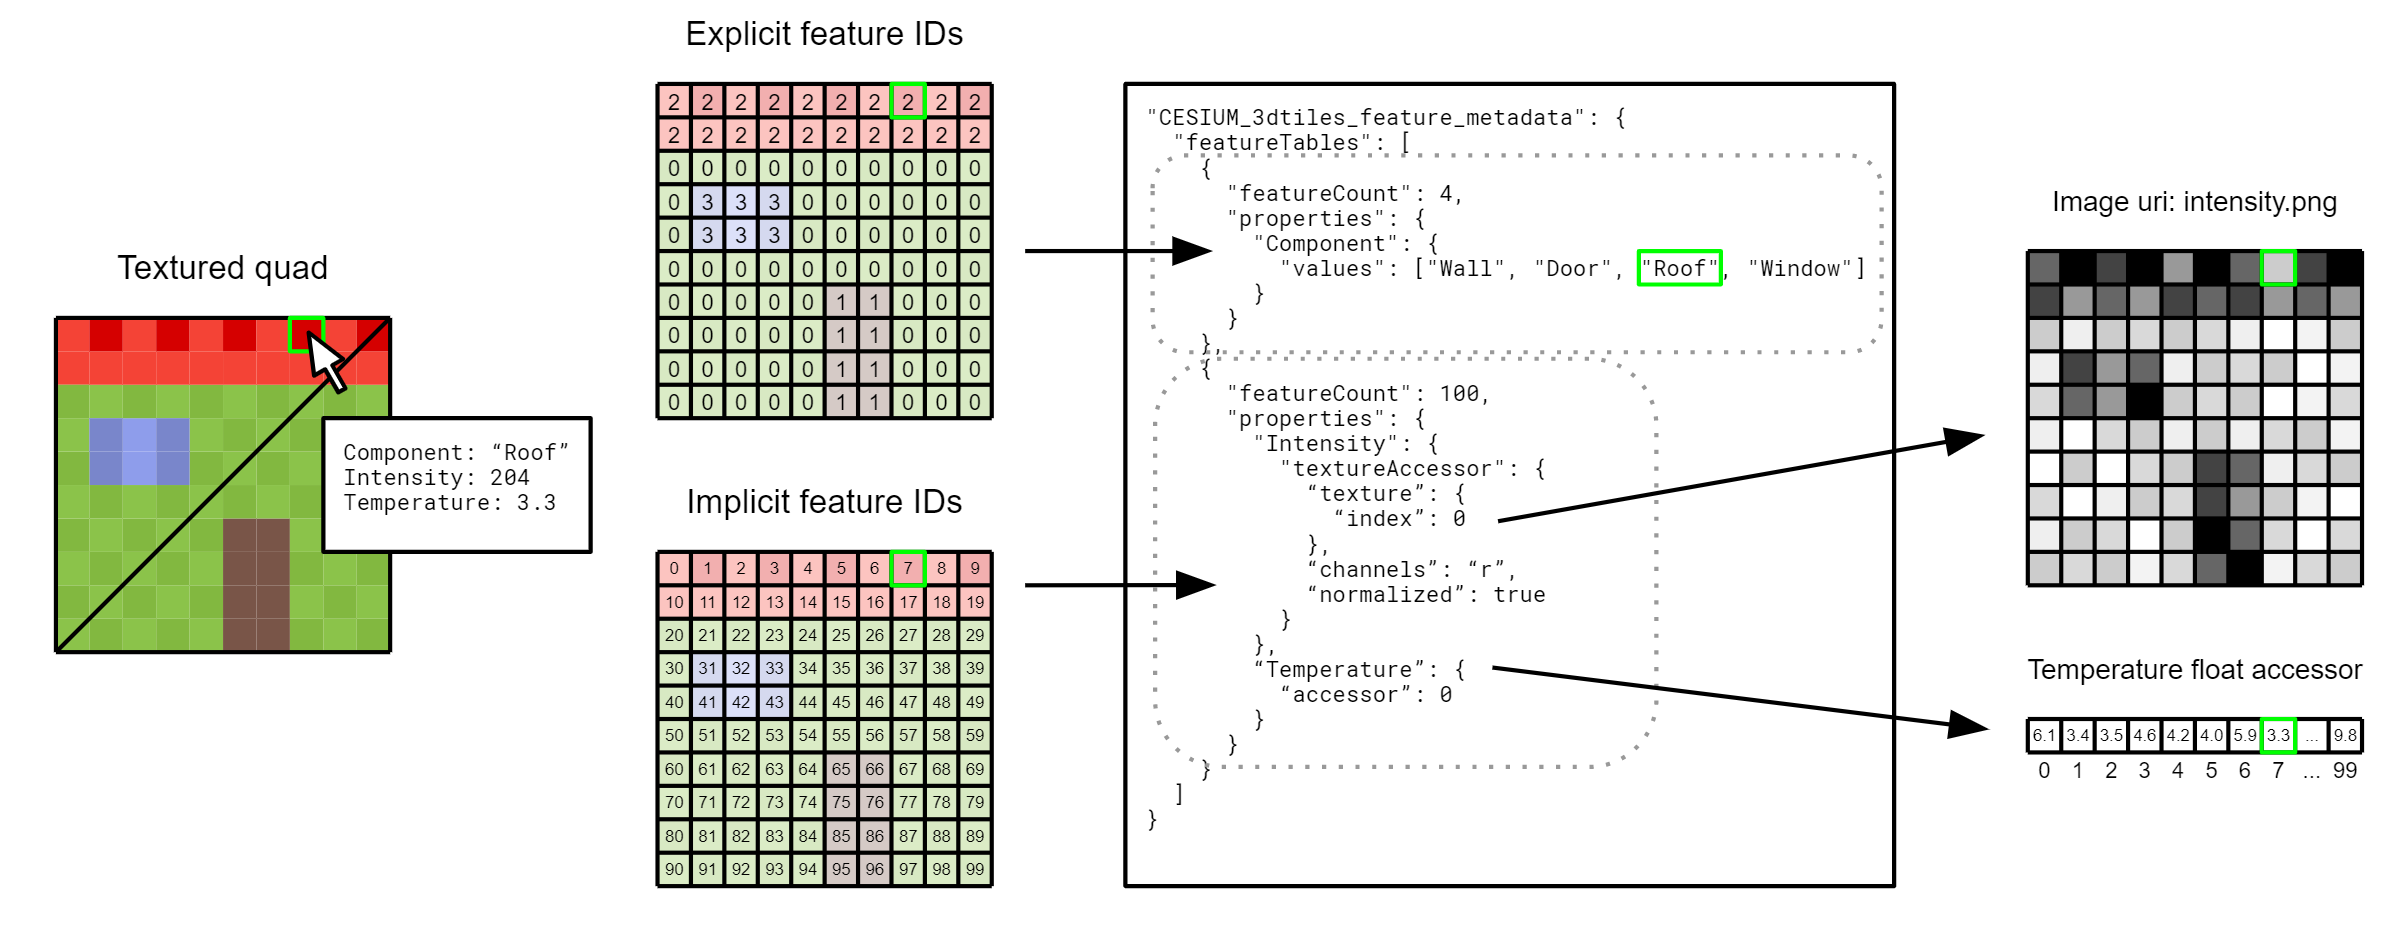 Textured quad
Component: “Roof”
Intensity: 204
Temperature: 3.3
Explicit feature IDs
2 2 2 2 2 2 2 2 2 2
2 2 2 2 2 2 2 2 2 2
0 0 0 0 0 0 0 0 0 0
0 3 3 3 0 0 0 0 0 0
0 3 3 3 0 0 0 0 0 0
0 0 0 0 0 0 0 0 0 0
0 0 0 0 0 1 1 0 0 0
0 0 0 0 0 1 1 0 0 0
0 0 0 0 0 1 1 0 0 0
0 0 0 0 0 1 1 0 0 0
Implicit feature IDs
0 1 2 3 4 5 6 7 8 9
10 11 12 13 14 15 16 17 18 19
20 21 22 23 24 25 26 27 28 29
30 31 32 33 34 35 36 37 38 39
40 41 42 43 44 45 46 47 48 49
50 51 52 53 54 55 56 57 58 59
60 61 62 63 64 65 66 67 68 69
70 71 72 73 74 75 76 77 78 79
80 81 82 83 84 85 86 87 88 89
90 91 92 93 94 95 96 97 98 99
"CESIUM_3dtiles_feature_metadata": {
"featureTables": [
{
"featureCount": 4,
"properties": {
"Component": {
"values": ["Wall", "Door", "Roof", "Window"]
}
}
},
{
"featureCount": 100,
"properties": {
"Intensity": {
"textureAccessor": {
“texture”: {
“index”: 0
},
“channels”: “r”,
“normalized”: true
}
},
“Temperature”: {
“accessor”: 0
}
}
}
]
}
Image uri: intensity.png
Temperature float accessor
6.1 3.4 3.5 4.6 4.2 4.0 5.9 3.3 ... 9.8
0 1 2 3 4 5 6 7 ... 99